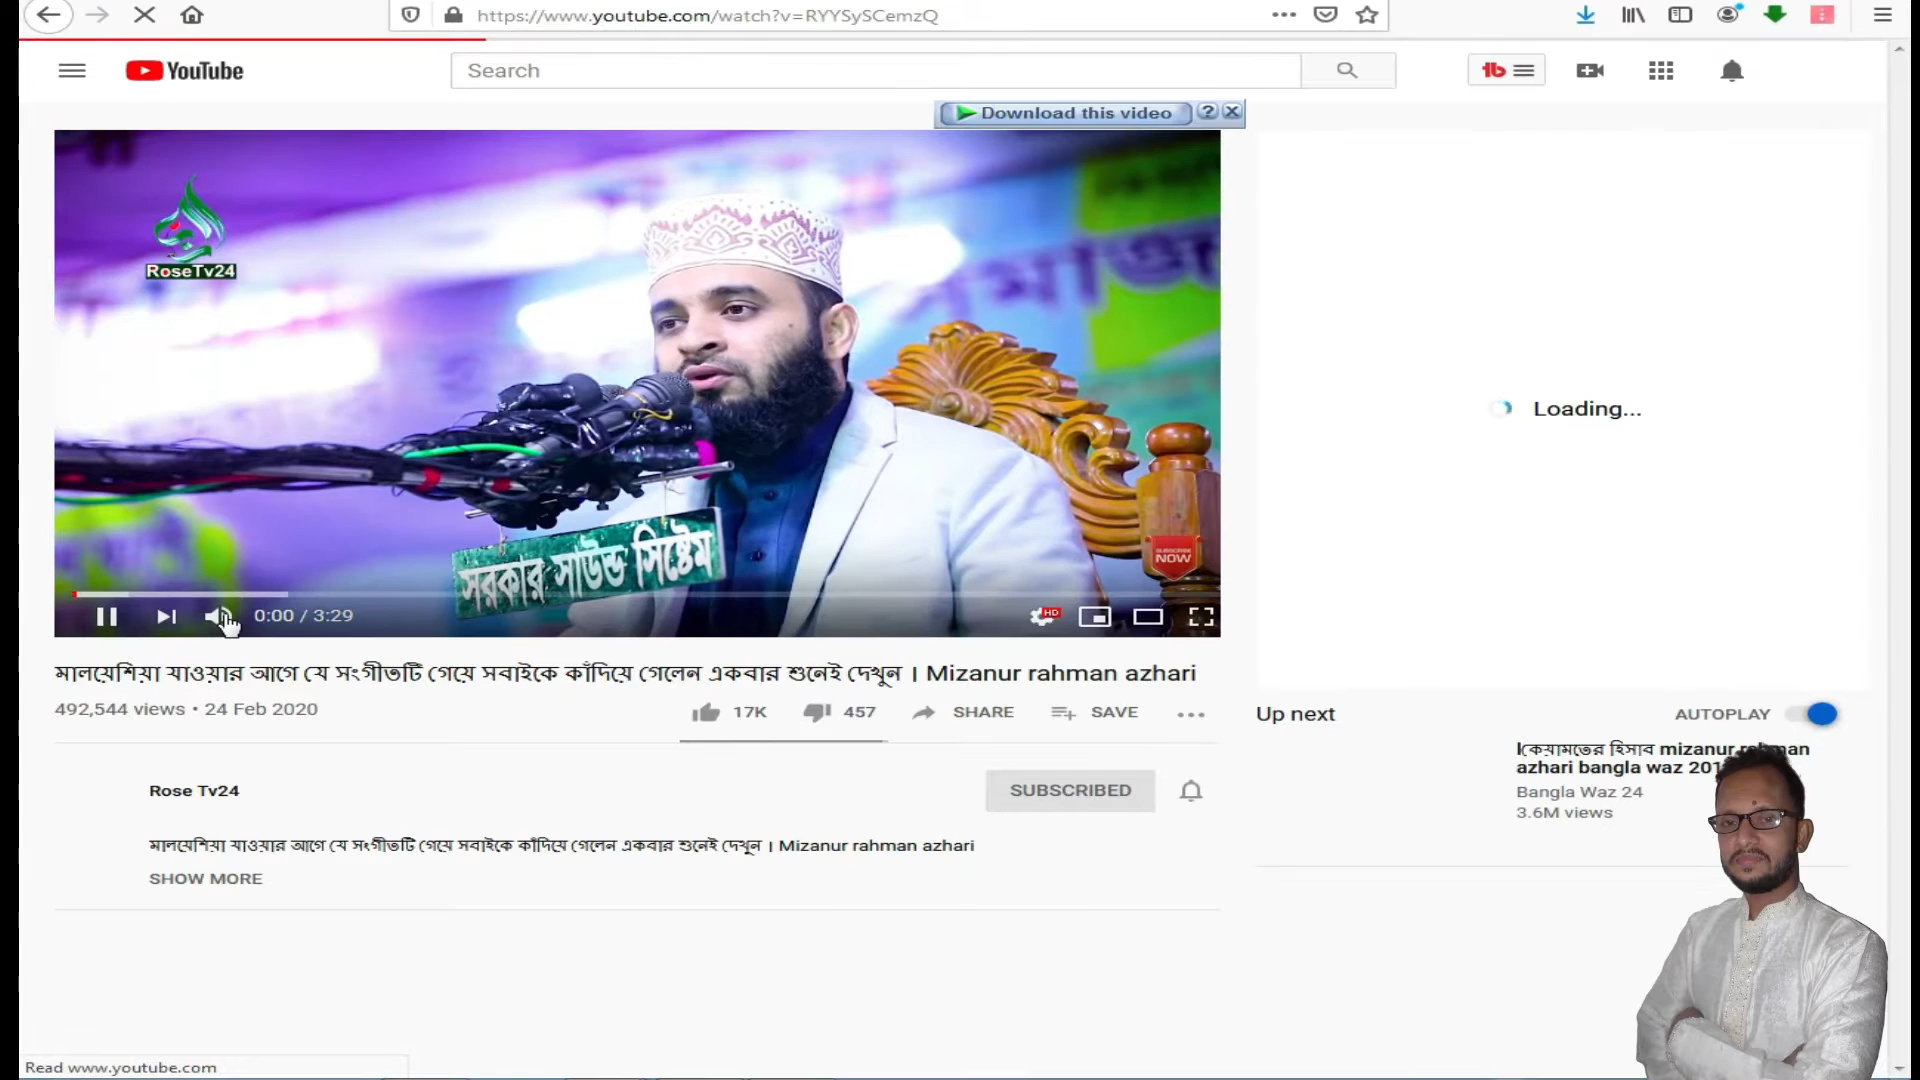 https://www.youtube.com/watch?v=RYYSySCemzQ
YouTube
Search
Download this video
RoseTv24
সরকার সাউন্ড সিষ্টেম
SUBSCRIBE
NOW
0:00 / 3:29
HD
Loading...
মালয়েশিয়া যাওয়ার আগে যে সংগীতটি গেয়ে সবাইকে কাঁদিয়ে গেলেন একবার শুনেই দেখুন । Mizanur rahman azhari
492,544 views • 24 Feb 2020
17K
457
SHARE
SAVE
Up next
AUTOPLAY
কেয়ামতের হিসাব mizanur
azhari bangla waz
Bangla Waz 24
3.6M views
Rose Tv24
SUBSCRIBED
মালয়েশিয়া যাওয়ার আগে যে সংগীতটি গেয়ে সবাইকে কাঁদিয়ে গেলেন একবার শুনেই দেখুন । Mizanur rahman azhari
SHOW MORE
Read www.youtube.com